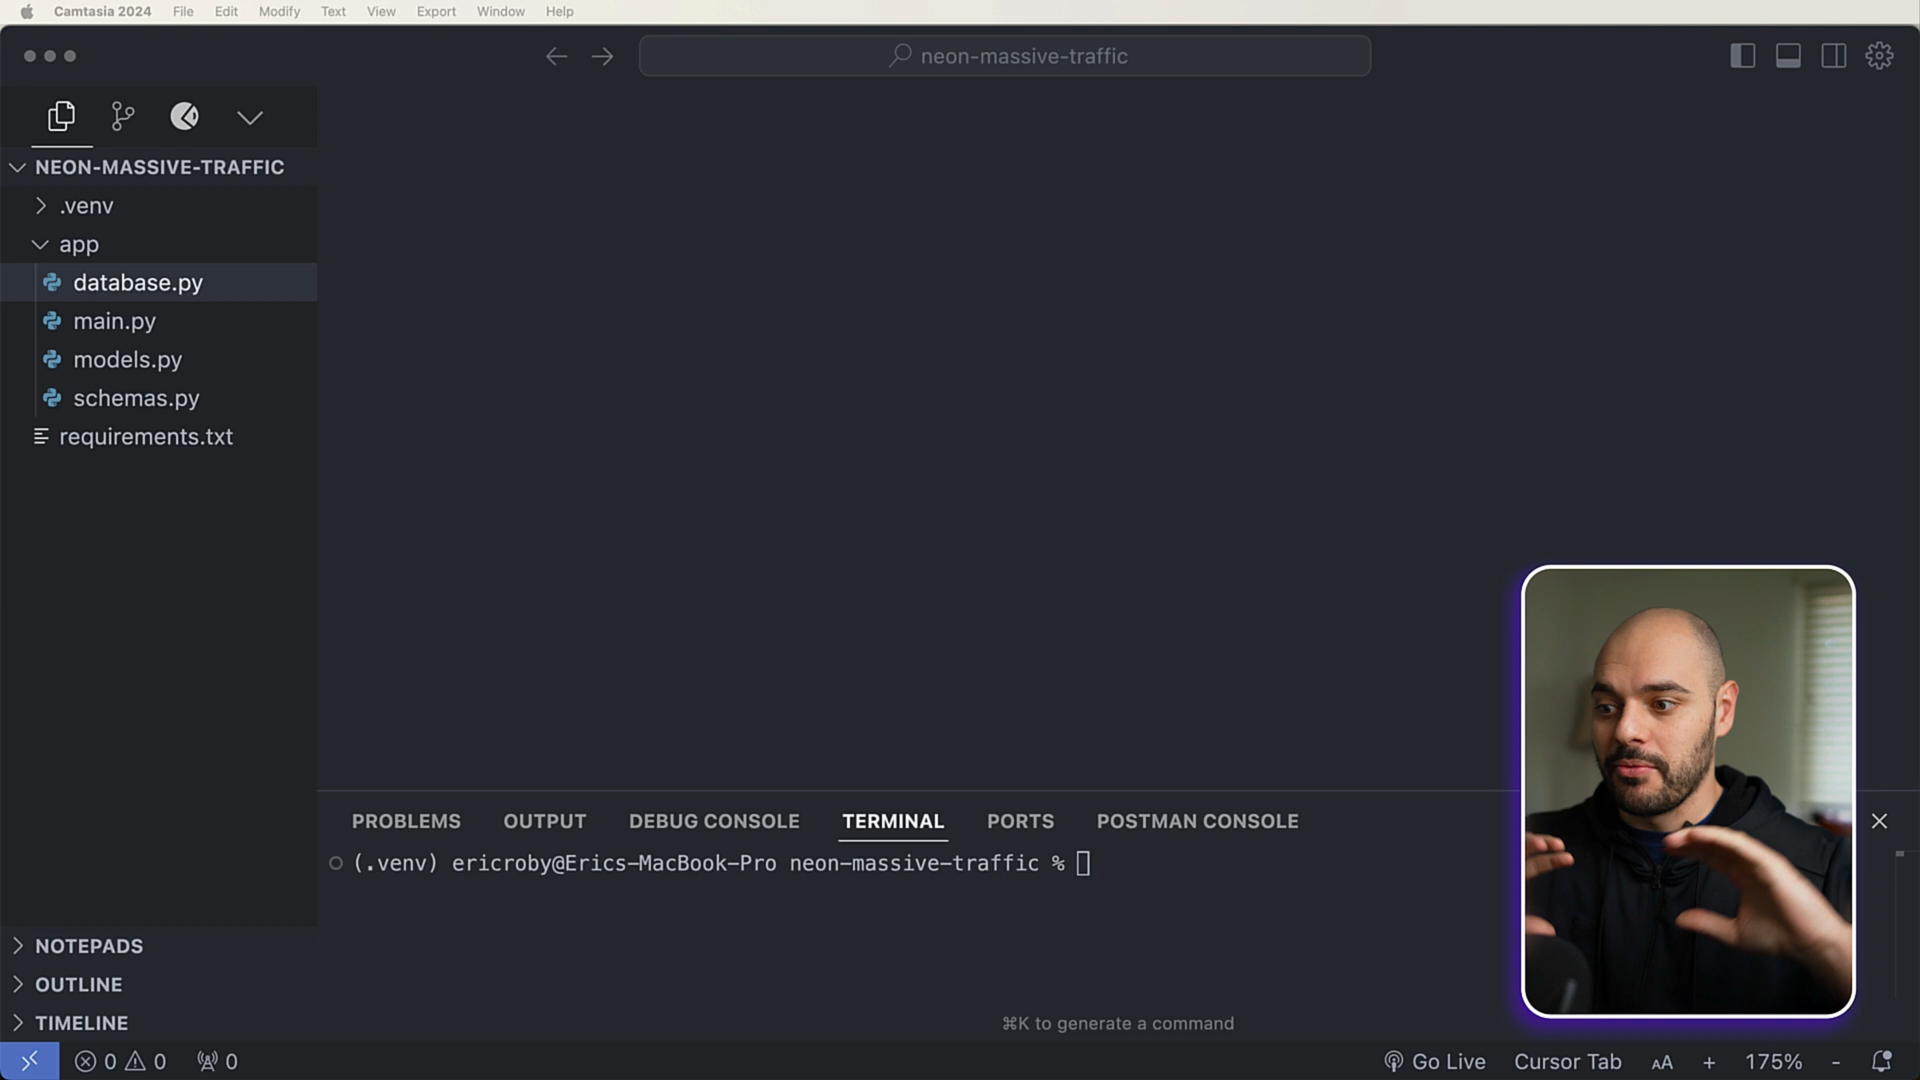 Camtasia 2024 File Edit Modify Text View Export Window Help
neon-massive-traffic
NEON-MASSIVE-TRAFFIC
.venv
app
database.py
main.py
models.py
schemas.py
requirements.txt
PROBLEMS OUTPUT DEBUG CONSOLE TERMINAL PORTS POSTMAN CONSOLE
(.venv) ericroby@Erics-MacBook-Pro neon-massive-traffic %
NOTEPADS
OUTLINE
TIMELINE
⌘K to generate a command
0 0 0 Go Live Cursor Tab AA + 175% -